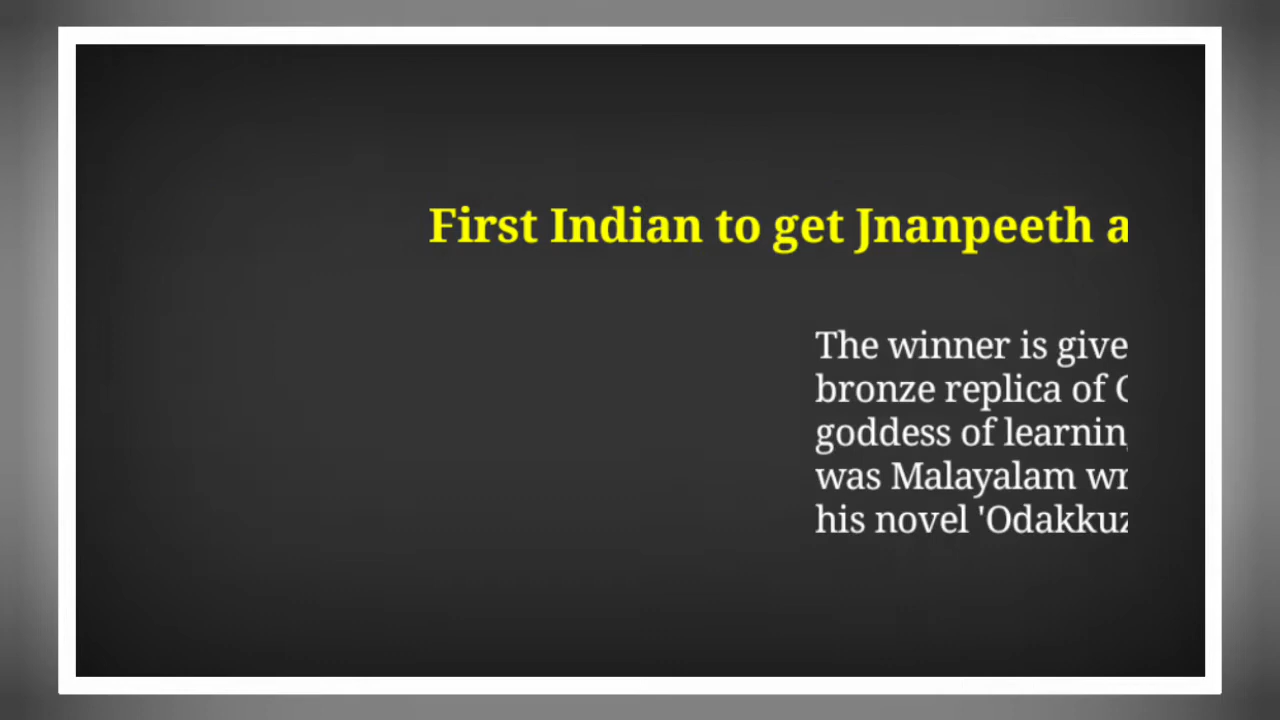 First Indian to get Jnanpeeth a
The winner is give
bronze replica of
goddess of learnin
was Malayalam wr
his novel 'Odakkuz